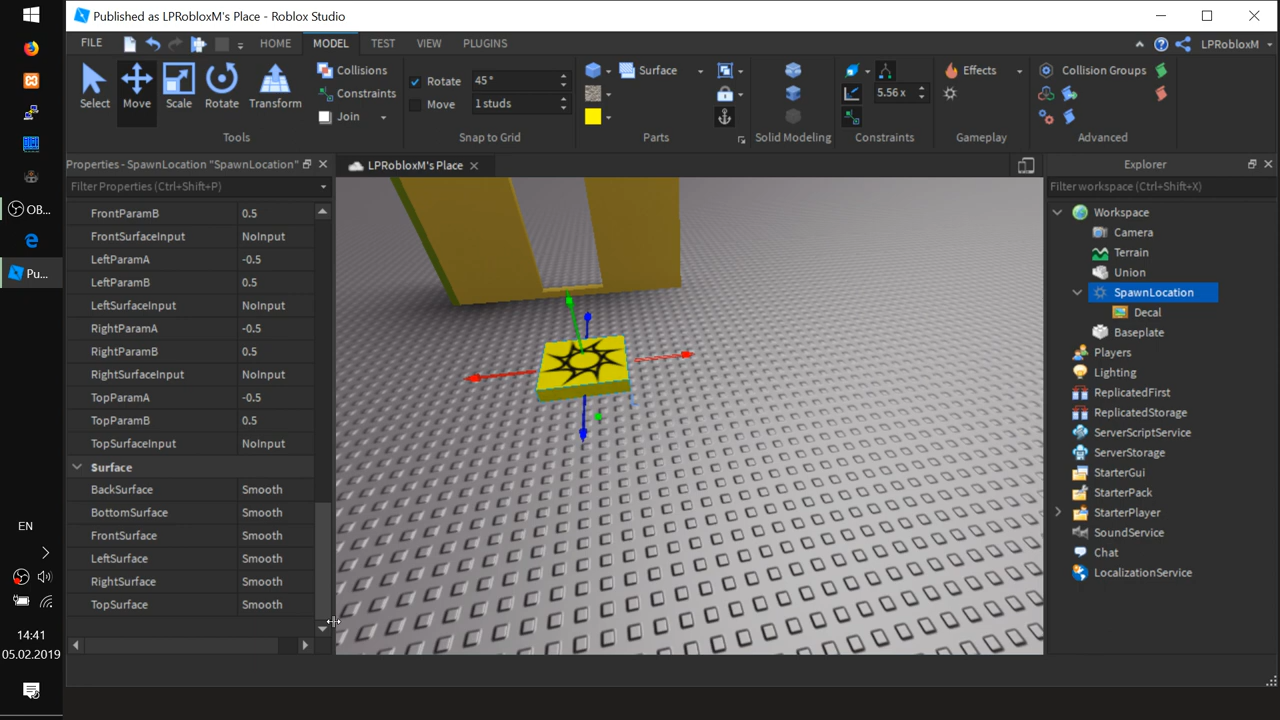 Published as LPRobloxM's Place - Roblox Studio
FILE HOME MODEL TEST VIEW PLUGINS LPRobloxM
Select Move Scale Rotate Transform
Collisions
Constraints
Join
Tools
Rotate 45°
Move 1 studs
Snap to Grid
Surface
Parts
Solid Modeling
5.56 x
Constraints
Effects
Gameplay
Collision Groups
Advanced
Properties - SpawnLocation "SpawnLocation"
Filter Properties (Ctrl+Shift+P)
FrontParamB 0.5
FrontSurfaceInput NoInput
LeftParamA -0.5
LeftParamB 0.5
LeftSurfaceInput NoInput
RightParamA -0.5
RightParamB 0.5
RightSurfaceInput NoInput
TopParamA -0.5
TopParamB 0.5
TopSurfaceInput NoInput
Surface
BackSurface Smooth
BottomSurface Smooth
FrontSurface Smooth
LeftSurface Smooth
RightSurface Smooth
TopSurface Smooth
LPRobloxM's Place
Explorer
Filter workspace (Ctrl+Shift+X)
Workspace
Camera
Terrain
Union
SpawnLocation
Decal
Baseplate
Players
Lighting
ReplicatedFirst
ReplicatedStorage
ServerScriptService
ServerStorage
StarterGui
StarterPack
StarterPlayer
SoundService
Chat
LocalizationService
OB...
Pu...
EN
14:41
05.02.2019